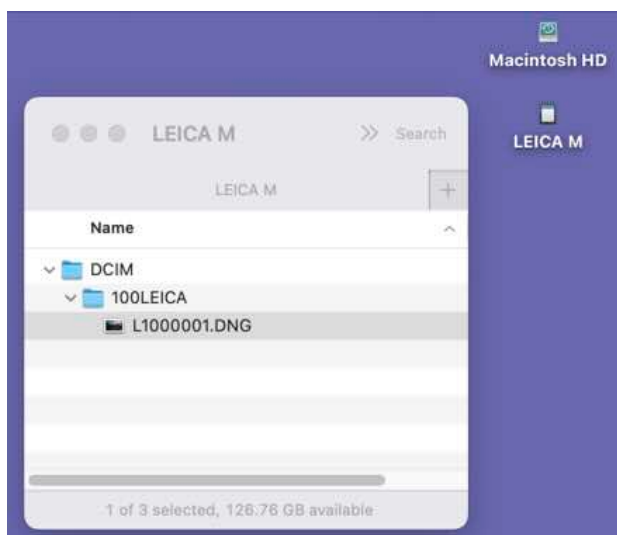 Macintosh HD
LEICA M
LEICA M
Search
LEICA M
Name
DCIM
100LEICA
L1000001.DNG
1 of 3 selected, 126.76 GB available